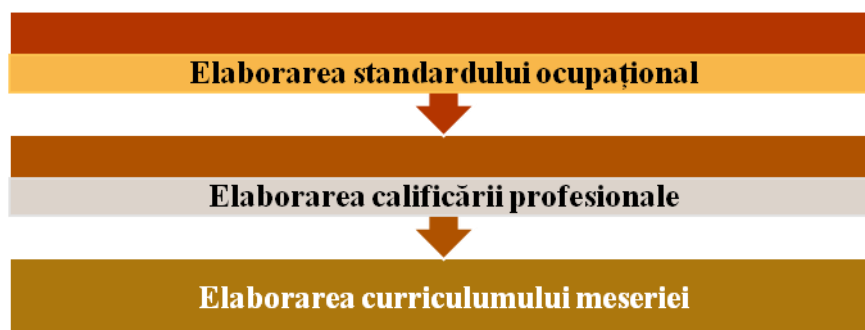 Elaborarea standardului ocupațional
Elaborarea calificării profesionale
Elaborarea curriculumului meseriei